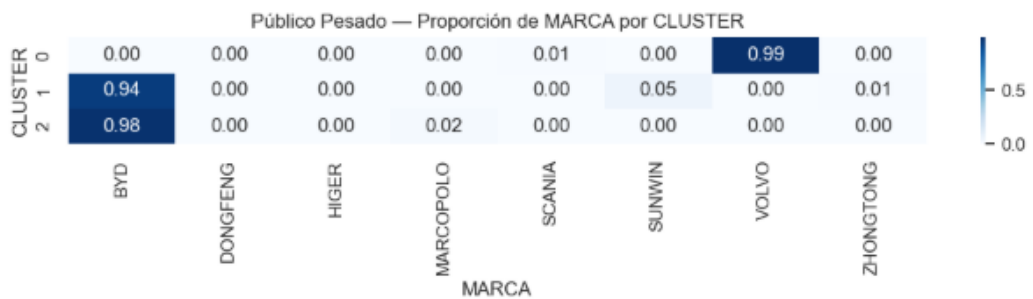 Público Pesado — Proporción de MARCA por CLUSTER
CLUSTER
0 0.00 0.00 0.00 0.00 0.01 0.00 0.99 0.00
1 0.94 0.00 0.00 0.00 0.00 0.05 0.00 0.01
2 0.98 0.00 0.00 0.02 0.00 0.00 0.00 0.00
0.5
0.0
BYD
DONGFENG
HIGER
MARCOPOLO
SCANIA
SUNWIN
VOLVO
ZHONGTONG
MARCA